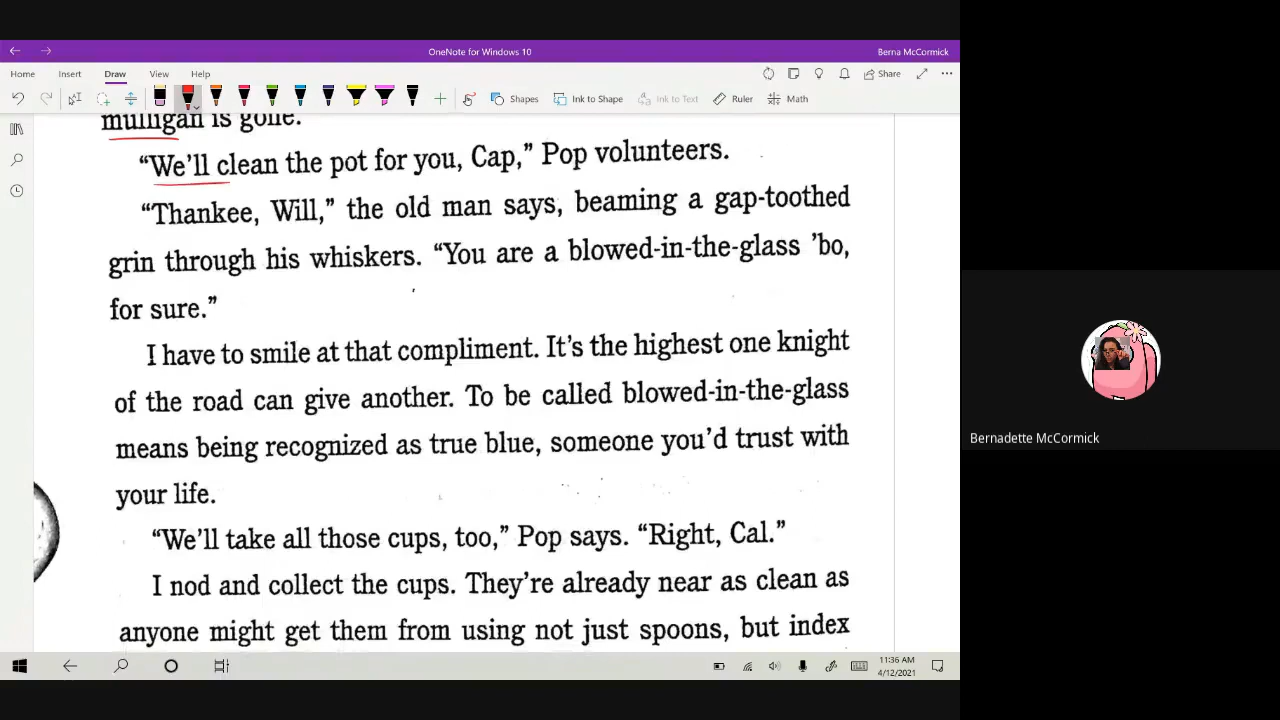 OneNote for Windows 10
Berna McCormick
Home Insert Draw View Help
Share
Shapes Ink to Shape Ink to Text Ruler Math
mulligan is gone.
“We’ll clean the pot for you, Cap,” Pop volunteers.
“Thankee, Will,” the old man says, beaming a gap-toothed
grin through his whiskers. “You are a blowed-in-the-glass ’bo,
for sure.”
I have to smile at that compliment. It’s the highest one knight
of the road can give another. To be called blowed-in-the-glass
means being recognized as true blue, someone you’d trust with
your life.
“We’ll take all those cups, too,” Pop says. “Right, Cal.”
I nod and collect the cups. They’re already near as clean as
anyone might get them from using not just spoons, but index
Bernadette McCormick
11:36 AM
4/12/2021